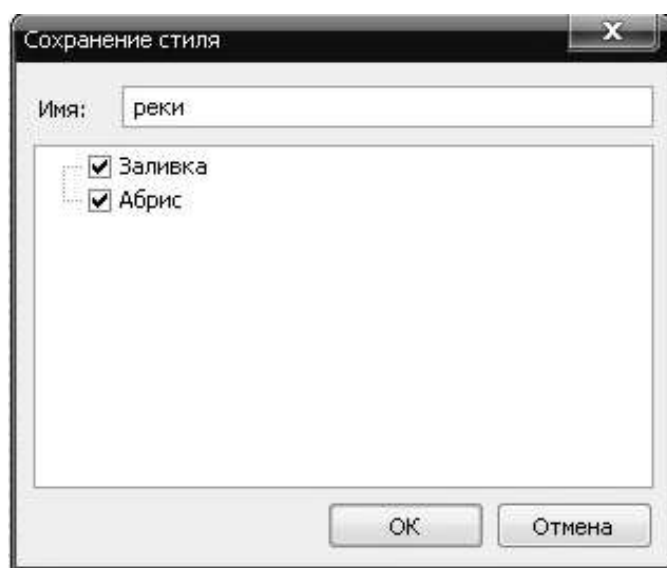 Сохранение стиля
Имя: реки
Заливка
Абрис
ОК Отмена